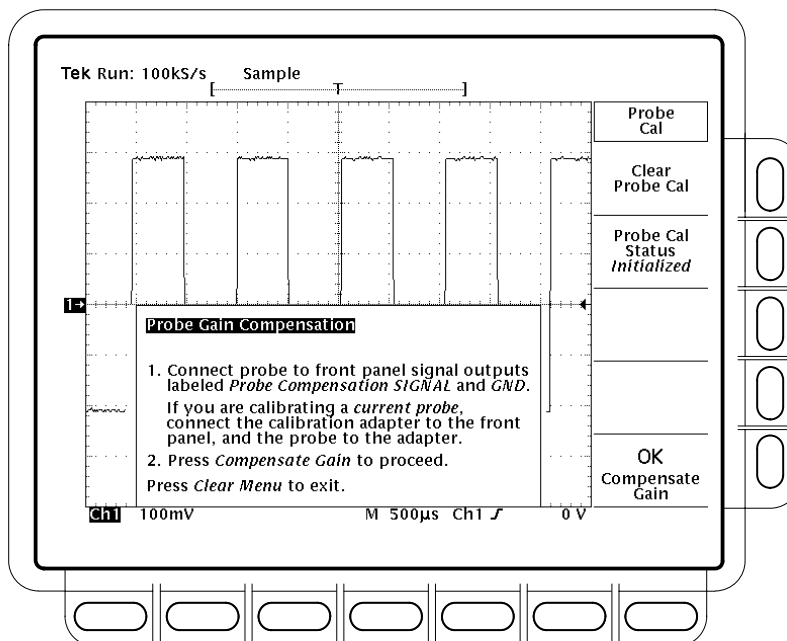 Tek Run: 100kS/s Sample
[ T ]
Probe
Cal
Clear
Probe Cal
Probe Cal
Status
Initialized
1→
Probe Gain Compensation
1. Connect probe to front panel signal outputs
labeled Probe Compensation SIGNAL and GND.
If you are calibrating a current probe,
connect the calibration adapter to the front
panel, and the probe to the adapter.
2. Press Compensate Gain to proceed.
Press Clear Menu to exit.
OK
Compensate
Gain
Ch1 100mV M 500µs Ch1 0 V